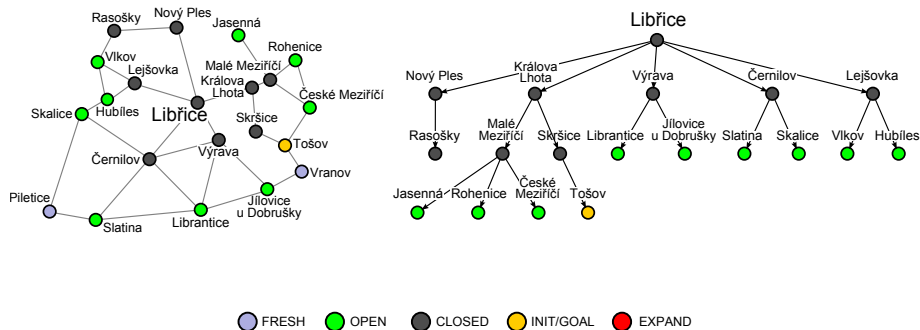 Rasošky
Nový Ples
Jasenná
Rohenice
Vlkov
Lejšovka
Malé Meziříčí
Králova
Lhota
České Meziříčí
Skalice
Hubíles
Libřice
Skršice
Tošov
Černilov
Výrava
Vranov
Piletice
Slatina
Librantice
Jílovice
u Dobrušky
Libřice
Nový Ples
Králova
Lhota
Výrava
Černilov
Lejšovka
Rasošky
Malé
Meziříčí
Skršice
Librantice
Jílovice
u Dobrušky
Slatina
Skalice
Vlkov
Hubíles
Jasenná
Rohenice
České
Meziříčí
Tošov
FRESH
OPEN
CLOSED
INIT/GOAL
EXPAND